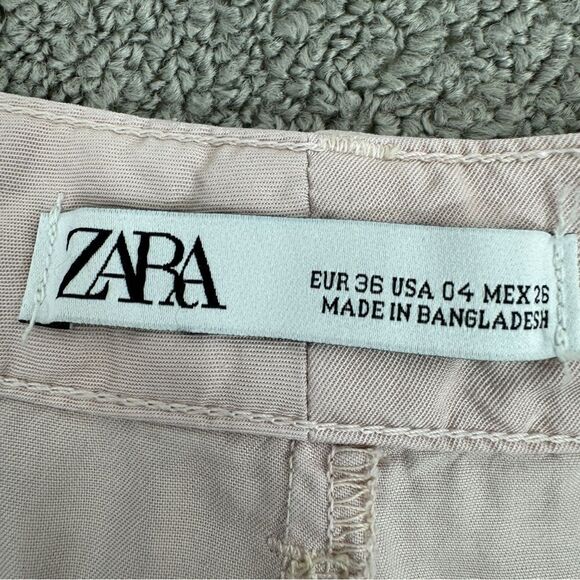 ZARA
EUR 36 USA 04 MEX 26
MADE IN BANGLADESH